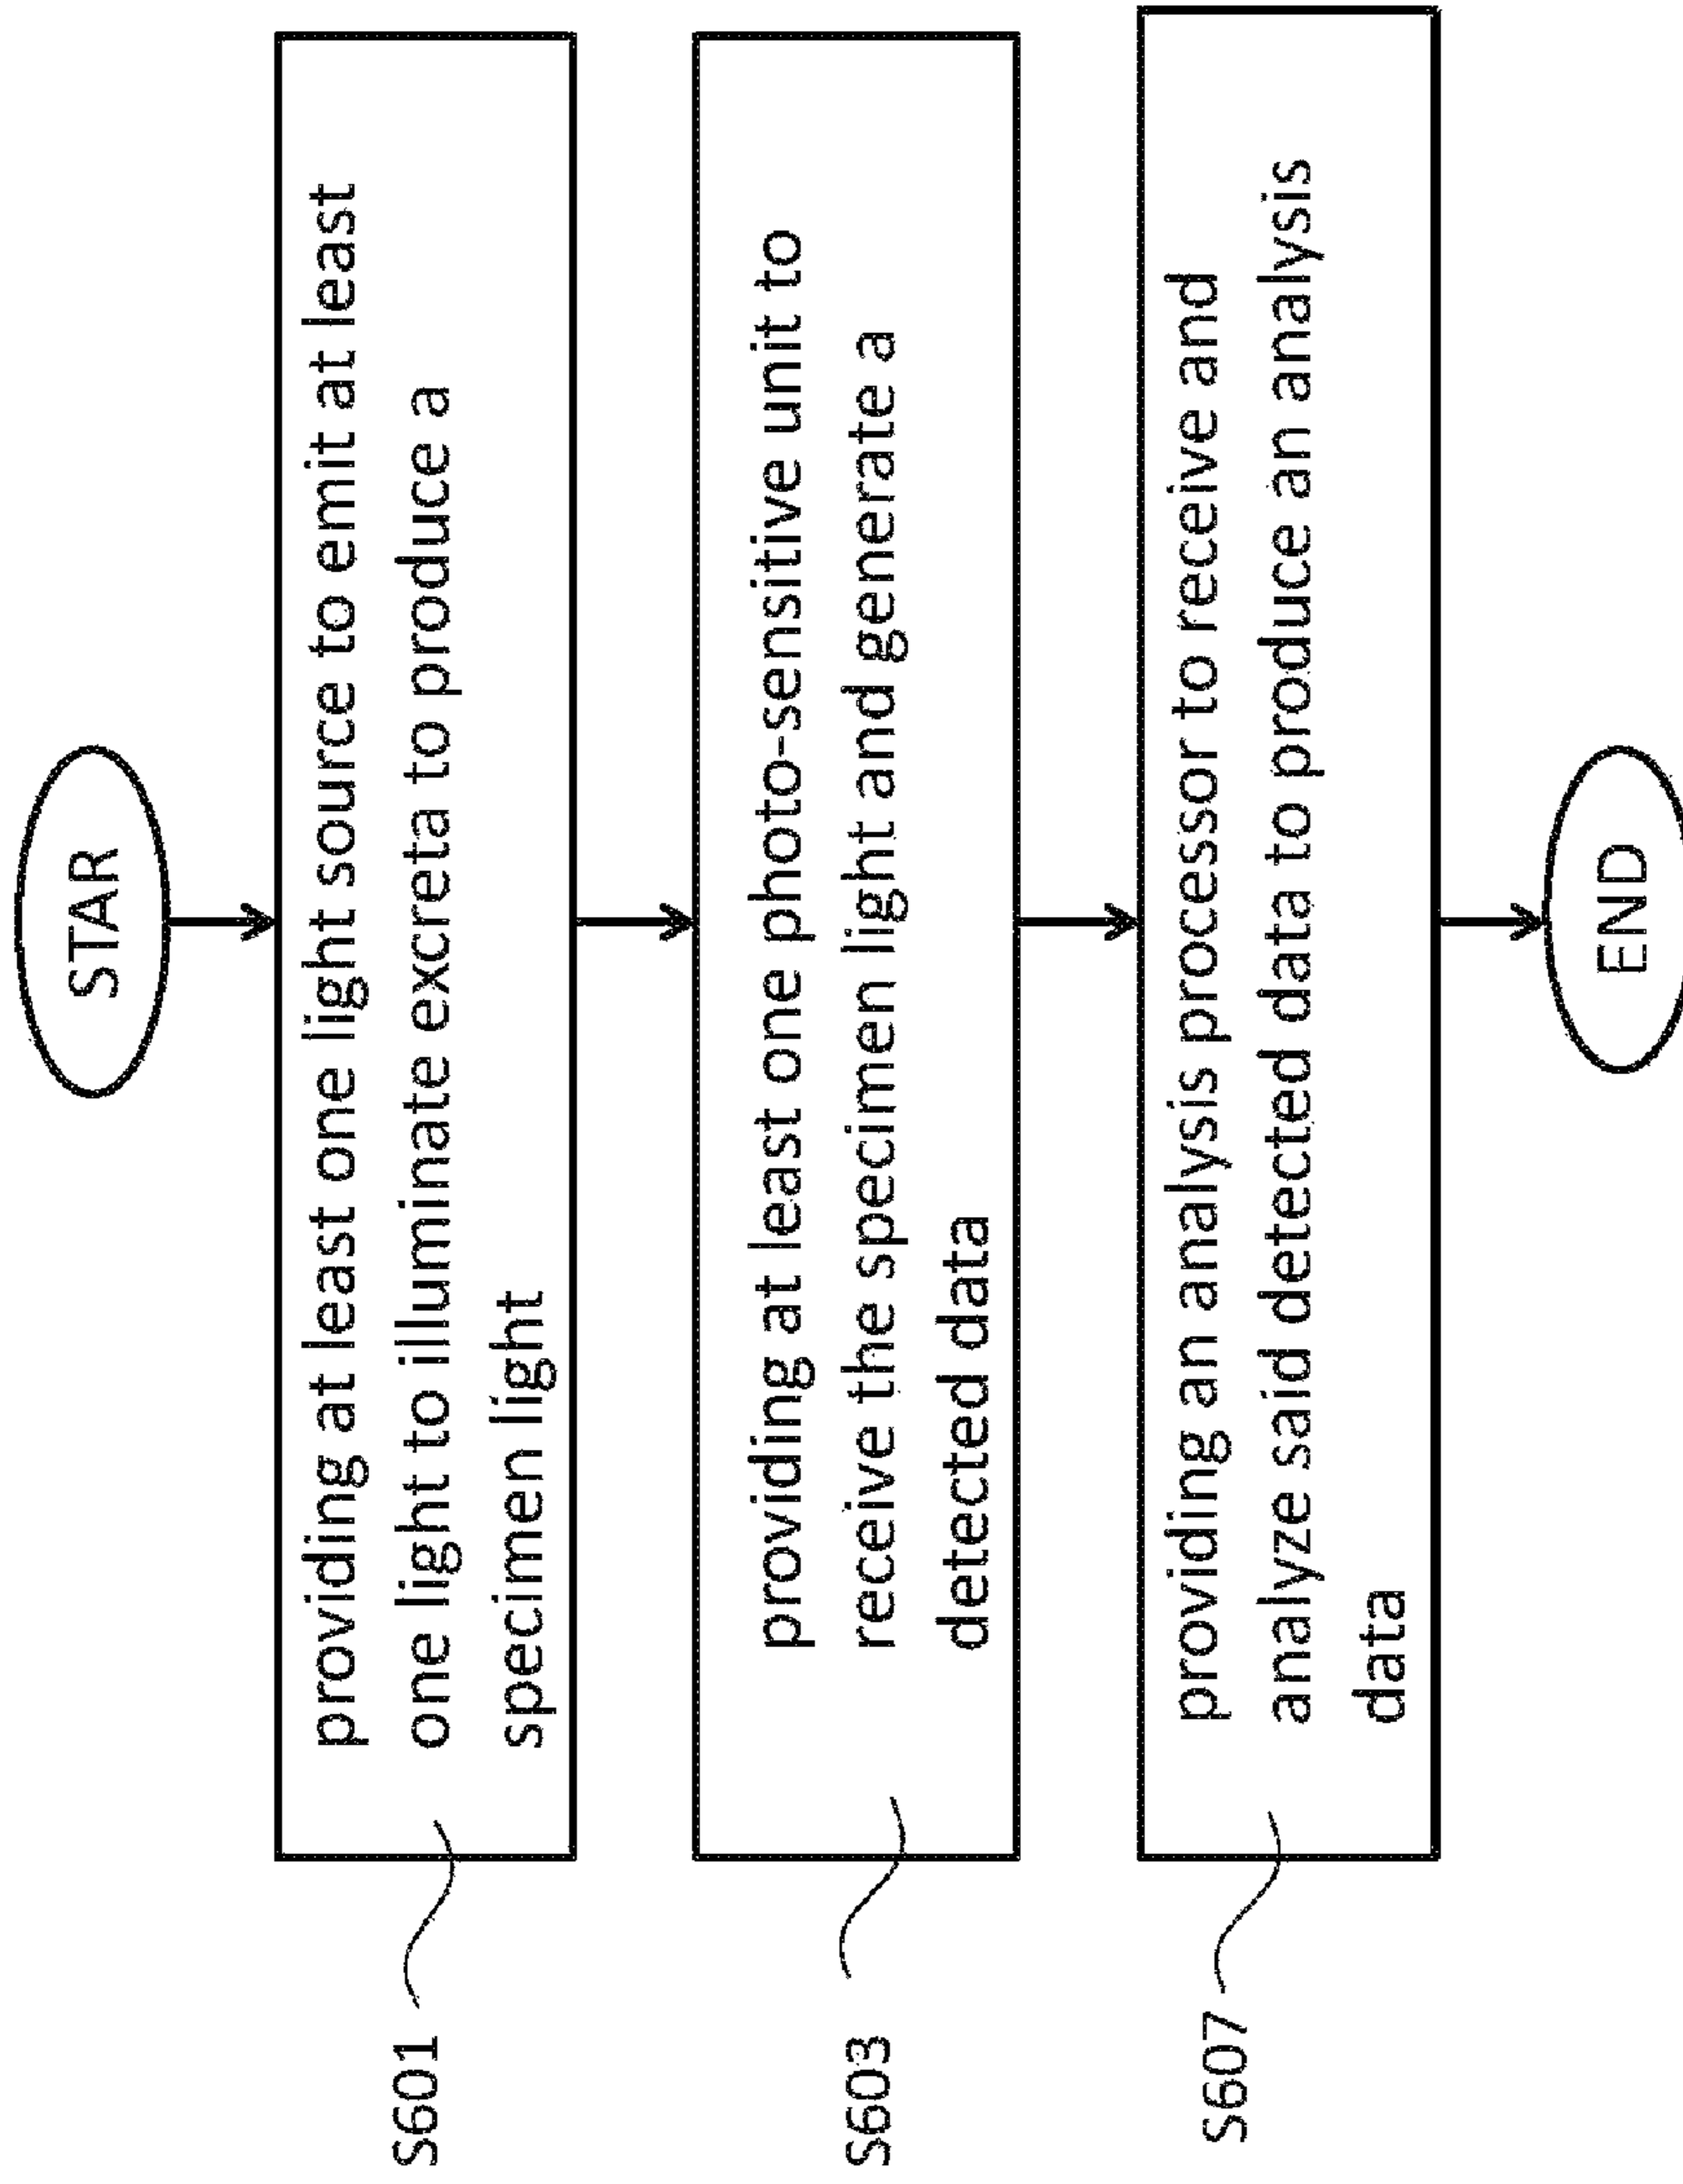 STAR
S601
providing at least one light source to emit at least
one light to illuminate excreta to produce a
specimen light
S603
providing at least one photo-sensitive unit to
receive the specimen light and generate a
detected data
S607
providing an analysis processor to receive and
analyze said detected data to produce an analysis
data
END